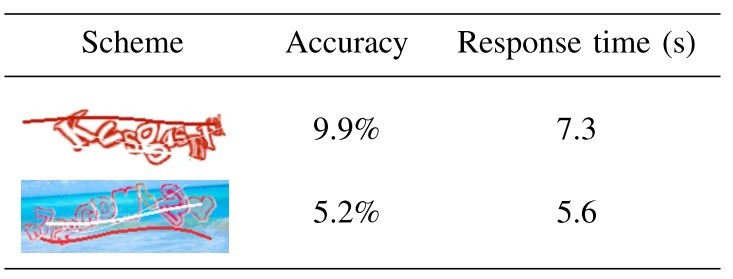 Scheme Accuracy Response time (s)
9.9% 7.3
5.2% 5.6